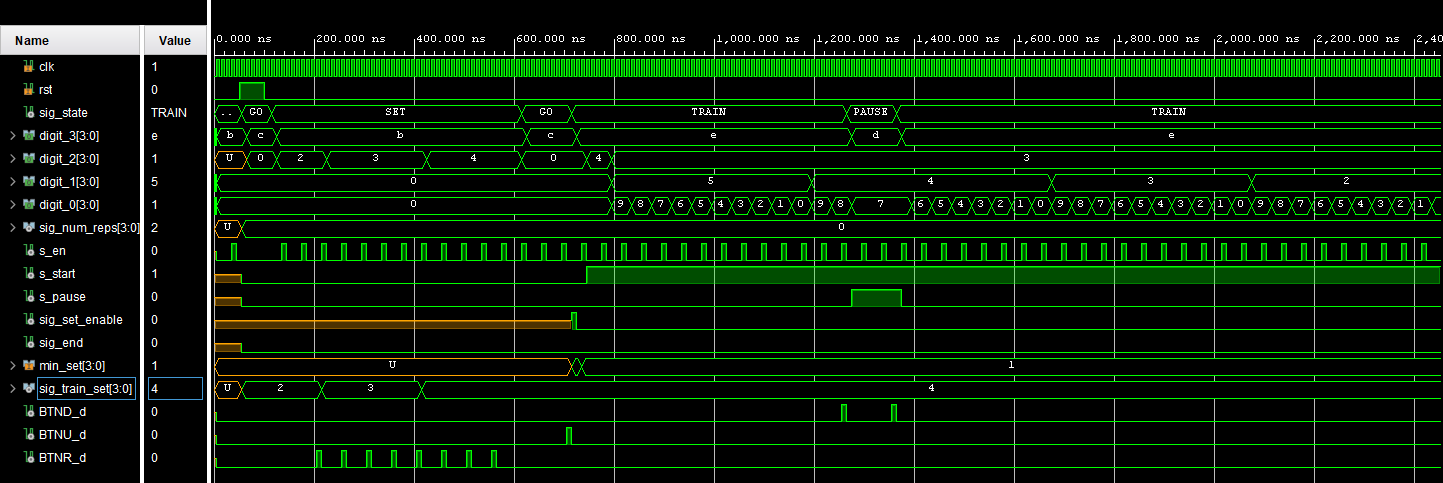 Name Value 0.000 ns 200.000 ns 400.000 ns 600.000 ns 800.000 ns 1,000.000 ns 1,200.000 ns 1,400.000 ns 1,600.000 ns 1,800.000 ns 2,000.000 ns 2,200.000 ns
clk 1
rst 0
sig_state TRAIN .. GO SET GO TRAIN PAUSE TRAIN
digit_3[3:0] e b c b c e d e
digit_2[3:0] 1 U 0 2 3 4 0 4 3
digit_1[3:0] 5 0 5 4 3 2
digit_0[3:0] 1 0 9 8 7 6 5 4 3 2 1 0 9 8 7 6 5 4 3 2 1 0 9 8 7 6 5 4 3 2 1 0 9 8 7 6 5 4 3 2 1
sig_num_reps[3:0] 2 U 0
s_en 0
s_start 1
s_pause 0
sig_set_enable 0
sig_end 0
min_set[3:0] 1 U 1
sig_train_set[3:0] 4 U 2 3 4
BTND_d 0
BTNU_d 0
BTNR_d 0